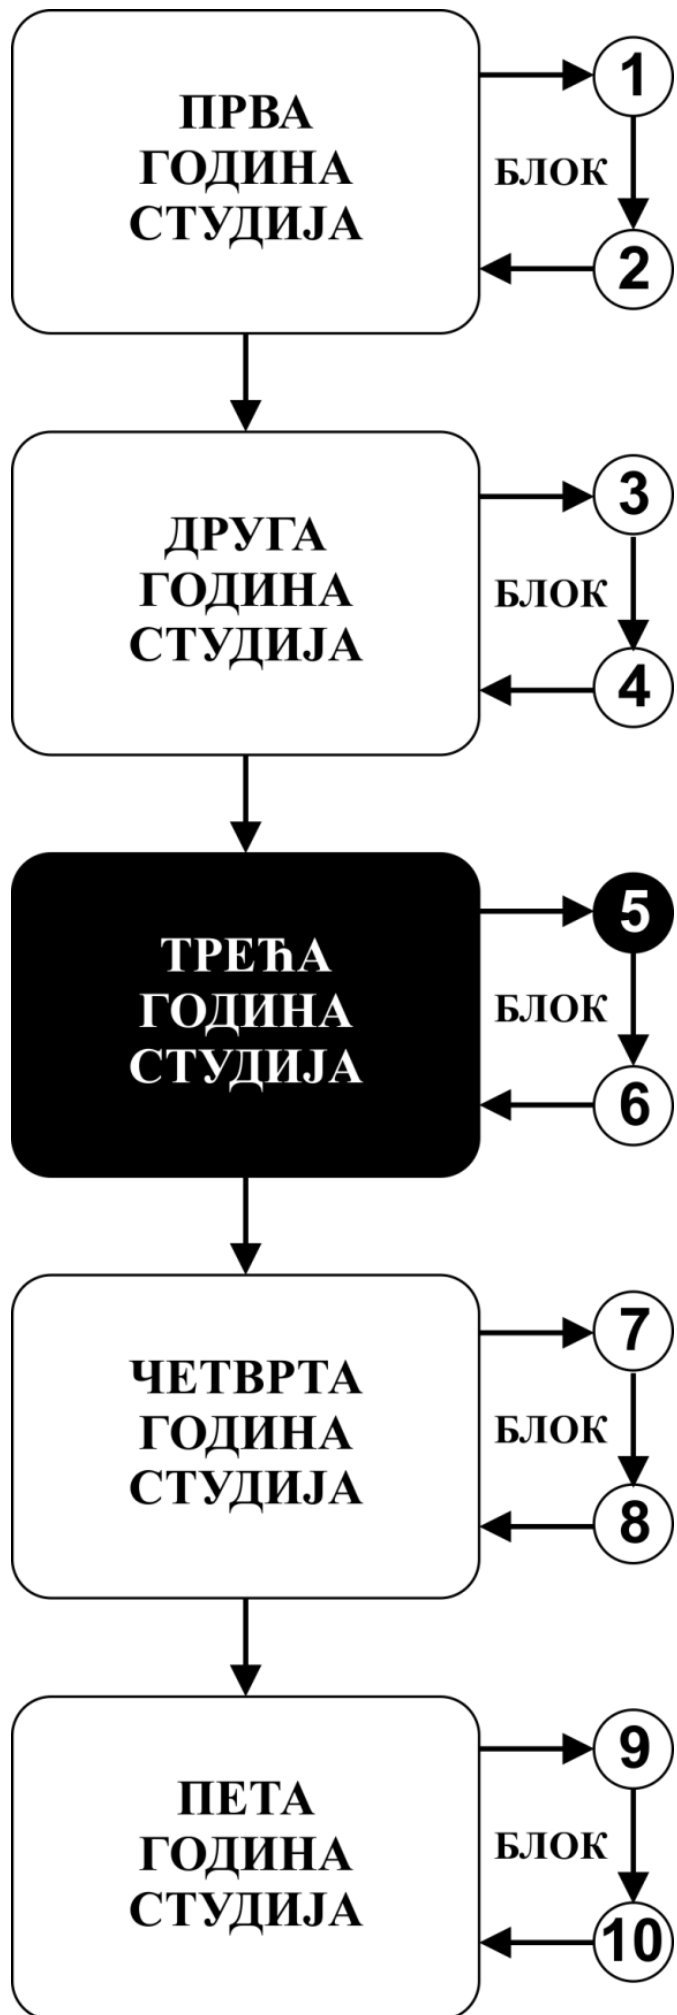 ПРВА
ГОДИНА
СТУДИЈА
1
БЛОК
2
ДРУГА
ГОДИНА
СТУДИЈА
3
БЛОК
4
ТРЕЋА
ГОДИНА
СТУДИЈА
5
БЛОК
6
ЧЕТВРТА
ГОДИНА
СТУДИЈА
7
БЛОК
8
ПЕТА
ГОДИНА
СТУДИЈА
9
БЛОК
10